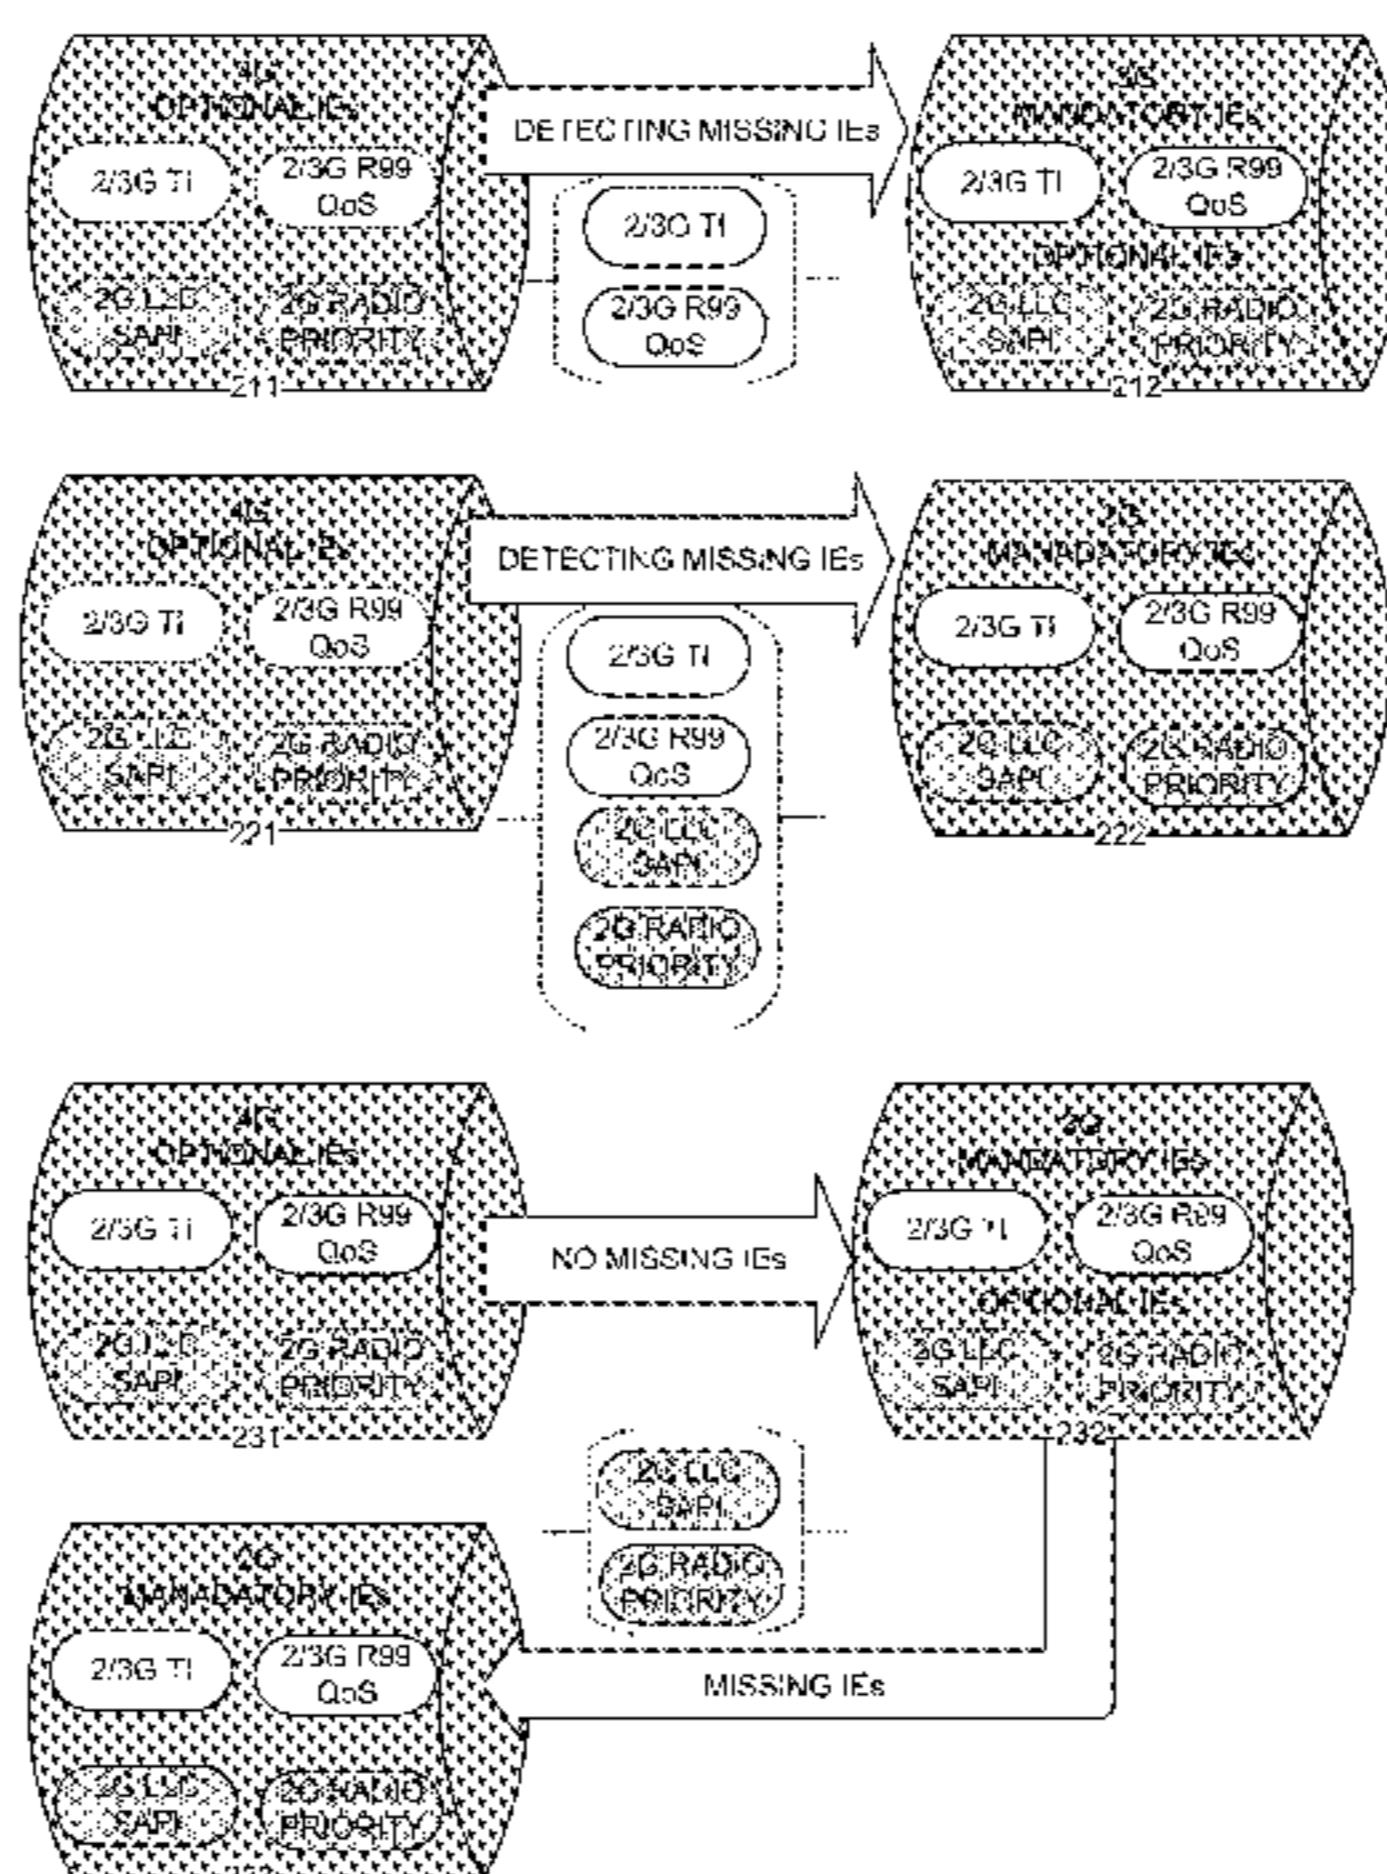 4G
OPTIONAL IEs
2/3G TI
2/3G R99
QoS
2G LLC
SAPI
2G RADIO
PRIORITY
211
DETECTING MISSING IEs
2/3G TI
2/3G R99
QoS
3G
MANDATORY IEs
2/3G TI
2/3G R99
QoS
OPTIONAL IEs
2G LLC
SAPI
2G RADIO
PRIORITY
212
4G
OPTIONAL IEs
2/3G TI
2/3G R99
QoS
2G LLC
SAPI
2G RADIO
PRIORITY
221
DETECTING MISSING IEs
2/3G TI
2/3G R99
QoS
2G LLC
SAPI
2G RADIO
PRIORITY
2G
MANADATORY IEs
2/3G TI
2/3G R99
QoS
2G LLC
SAPI
2G RADIO
PRIORITY
222
4G
OPTIONAL IEs
2/3G TI
2/3G R99
QoS
2G LLC
SAPI
2G RADIO
PRIORITY
231
NO MISSING IEs
MANDATORY IEs
2/3G TI
2/3G R99
QoS
OPTIONAL IEs
2G LLC
SAPI
2G RADIO
PRIORITY
232
2G LLC
SAPI
2G RADIO
PRIORITY
MISSING IEs
2G
MANADATORY IEs
2/3G TI
2/3G R99
QoS
2G LLC
SAPI
2G RADIO
PRIORITY